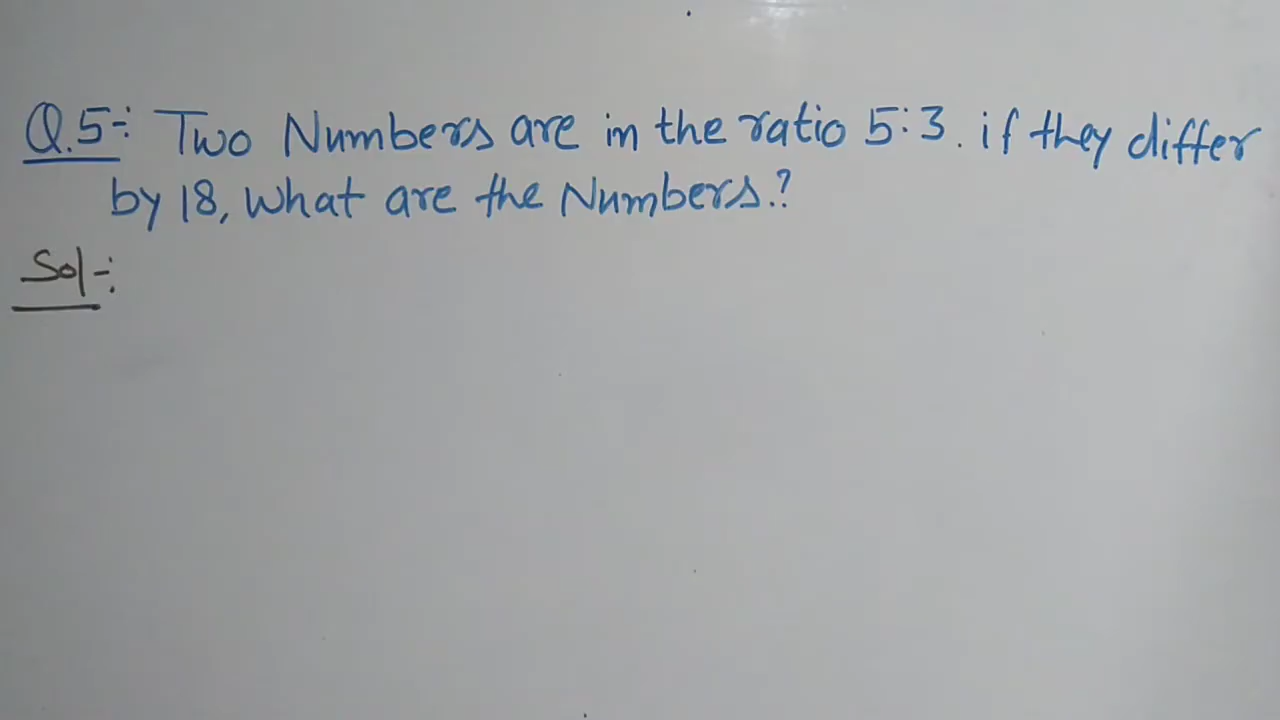 Q.5-: Two Numbers are in the ratio 5:3. if they differ
by 18, What are the Numbers.?
Sol-: